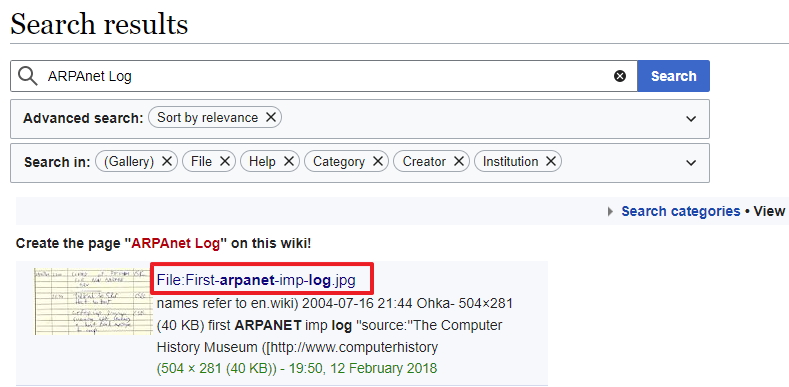 Search results
ARPAnet Log
Search
Advanced search: Sort by relevance
Search in: (Gallery) File Help Category Creator Institution
Search categories • View
Create the page "ARPAnet Log" on this wiki!
File:First-arpanet-imp-log.jpg
names refer to en.wiki) 2004-07-16 21:44 Ohka- 504×281
(40 KB) first ARPANET imp log "source:"The Computer
History Museum ([http://www.computerhistory
(504 × 281 (40 KB)) - 19:50, 12 February 2018